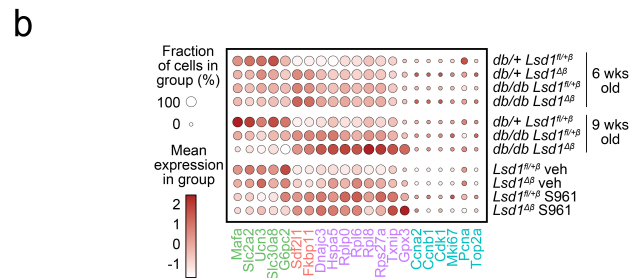 b
Fraction
of cells in
group (%)
100
0
Mean
expression
in group
2
1
0
-1
db/+ Lsd1fl/+β
db/+ Lsd1Δβ
db/db Lsd1fl/+β
db/db Lsd1Δβ
6 wks
old
db/+ Lsd1fl/+β
db/db Lsd1fl/+β
db/db Lsd1Δβ
9 wks
old
Lsd1fl/+β veh
Lsd1Δβ veh
Lsd1fl/+β S961
Lsd1Δβ S961
Mafa
Slc2a2
Ucn3
Slc30a8
G6pc2
Sdf2l1
Fkbp11
Dnajc3
Hspa5
Rplp0
Rpl6
Rpl8
Rps27a
Txnip
Gpx3
Ccna2
Ccnb1
Cdk1
Mki67
Pcna
Top2a